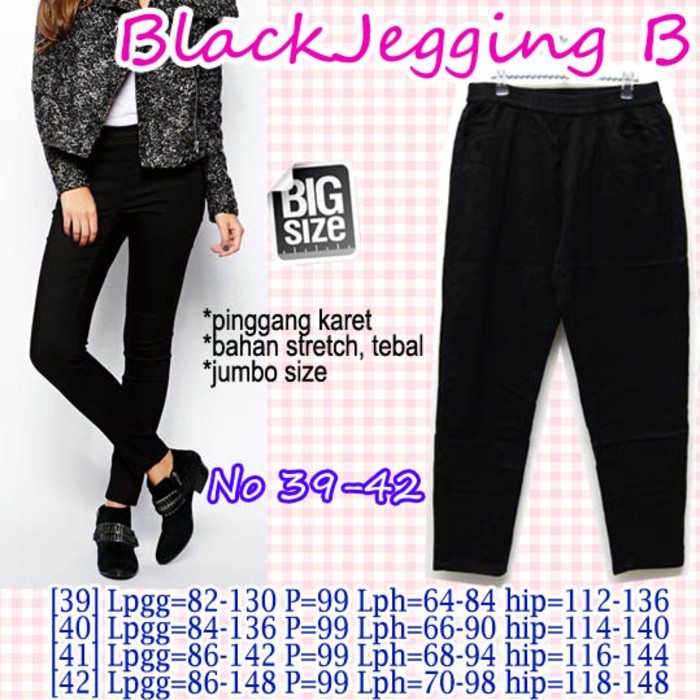 BlackJegging B
BIG
SIZE
*pinggang karet
*bahan stretch, tebal
*jumbo size
No 39-42
[39] Lpgg=82-130 P=99 Lph=64-84 hip=112-136
[40] Lpgg=84-136 P=99 Lph=66-90 hip=114-140
[41] Lpgg=86-142 P=99 Lph=68-94 hip=116-144
[42] Lpgg=86-148 P=99 Lph=70-98 hip=118-148